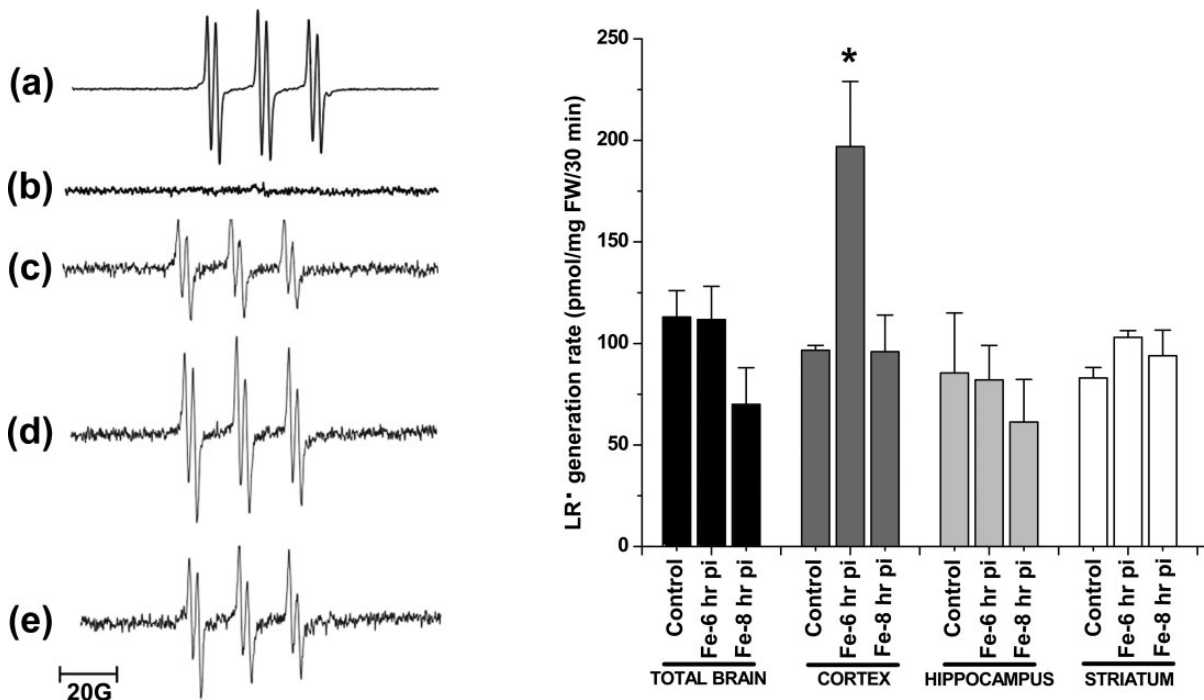 (a)
(b)
(c)
(d)
(e)
20G
LR• generation rate (pmol/mg FW/30 min)
250
200
150
100
50
0
*
Control
Fe-6 hr pi
Fe-8 hr pi
Control
Fe-6 hr pi
Fe-8 hr pi
Control
Fe-6 hr pi
Fe-8 hr pi
Control
Fe-6 hr pi
Fe-8 hr pi
TOTAL BRAIN
CORTEX
HIPPOCAMPUS
STRIATUM